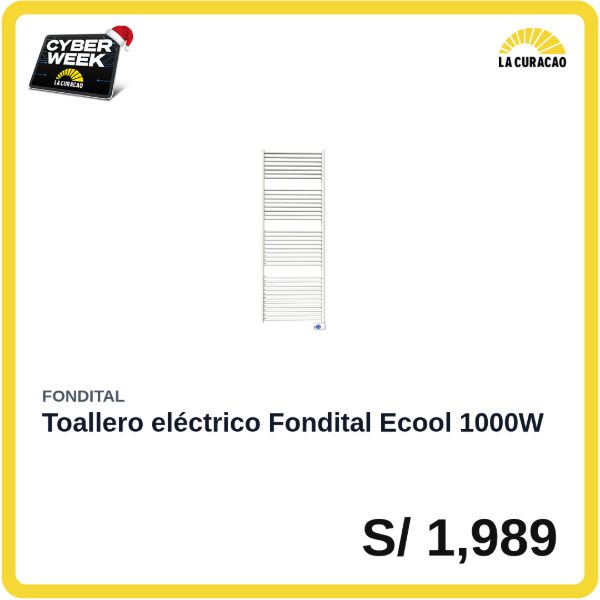 CYBER
WEEK
LA CURACAO
LA CURACAO
FONDITAL
Toallero eléctrico Fondital Ecool 1000W
S/ 1,989